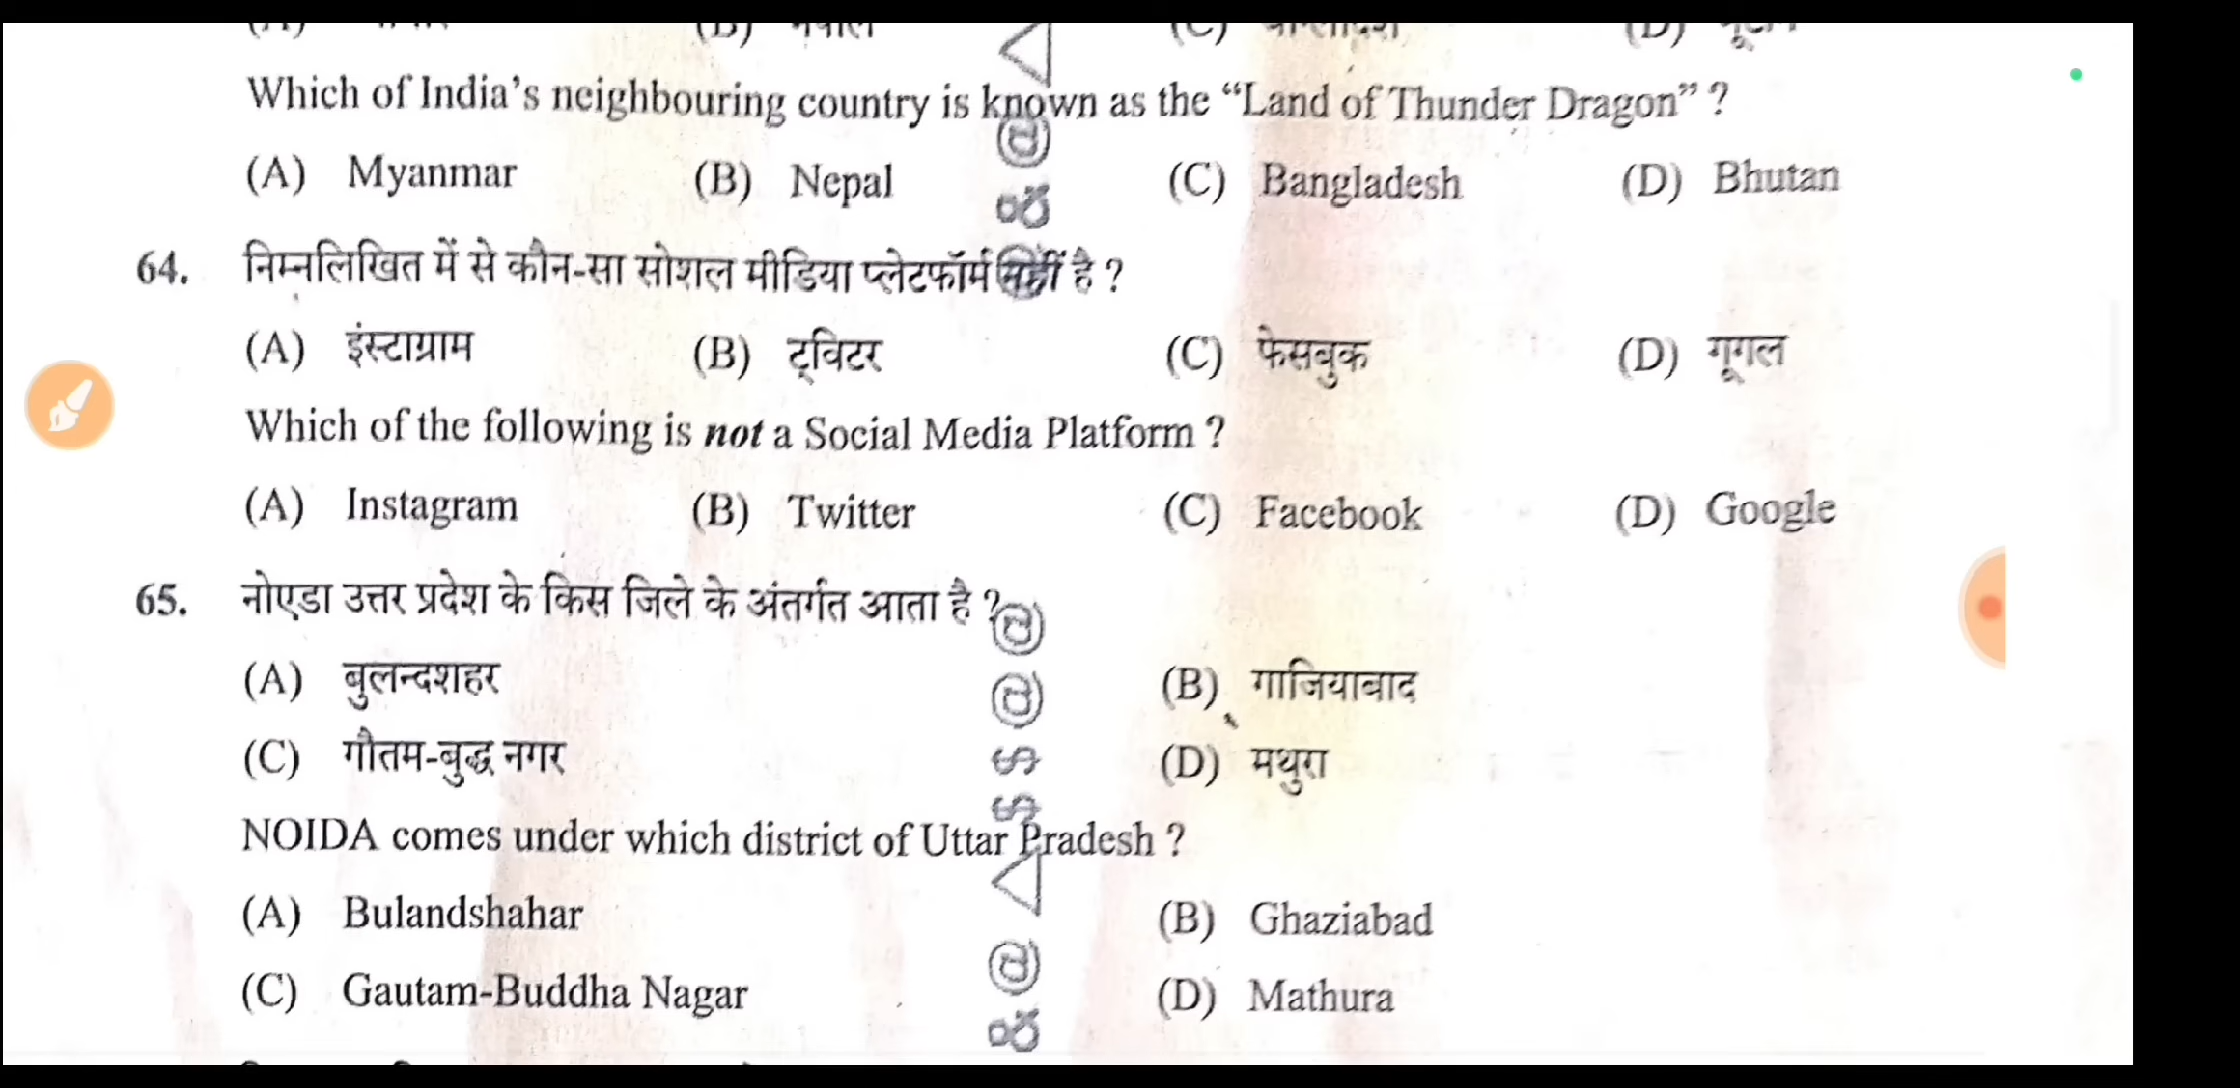 (B) नेपाल
Which of India's neighbouring country is known as the “Land of Thunder Dragon” ?
(A) Myanmar (B) Nepal (C) Bangladesh (D) Bhutan
64. निम्नलिखित में से कौन-सा सोशल मीडिया प्लेटफॉर्म नहीं है ?
(A) इंस्टाग्राम (B) ट्विटर (C) फेसबुक (D) गूगल
Which of the following is not a Social Media Platform ?
(A) Instagram (B) Twitter (C) Facebook (D) Google
65. नोएडा उत्तर प्रदेश के किस जिले के अंतर्गत आता है ?
(A) बुलन्दशहर (B) गाजियाबाद
(C) गौतम-बुद्ध नगर (D) मथुरा
NOIDA comes under which district of Uttar Pradesh ?
(A) Bulandshahar (B) Ghaziabad
(C) Gautam-Buddha Nagar (D) Mathura